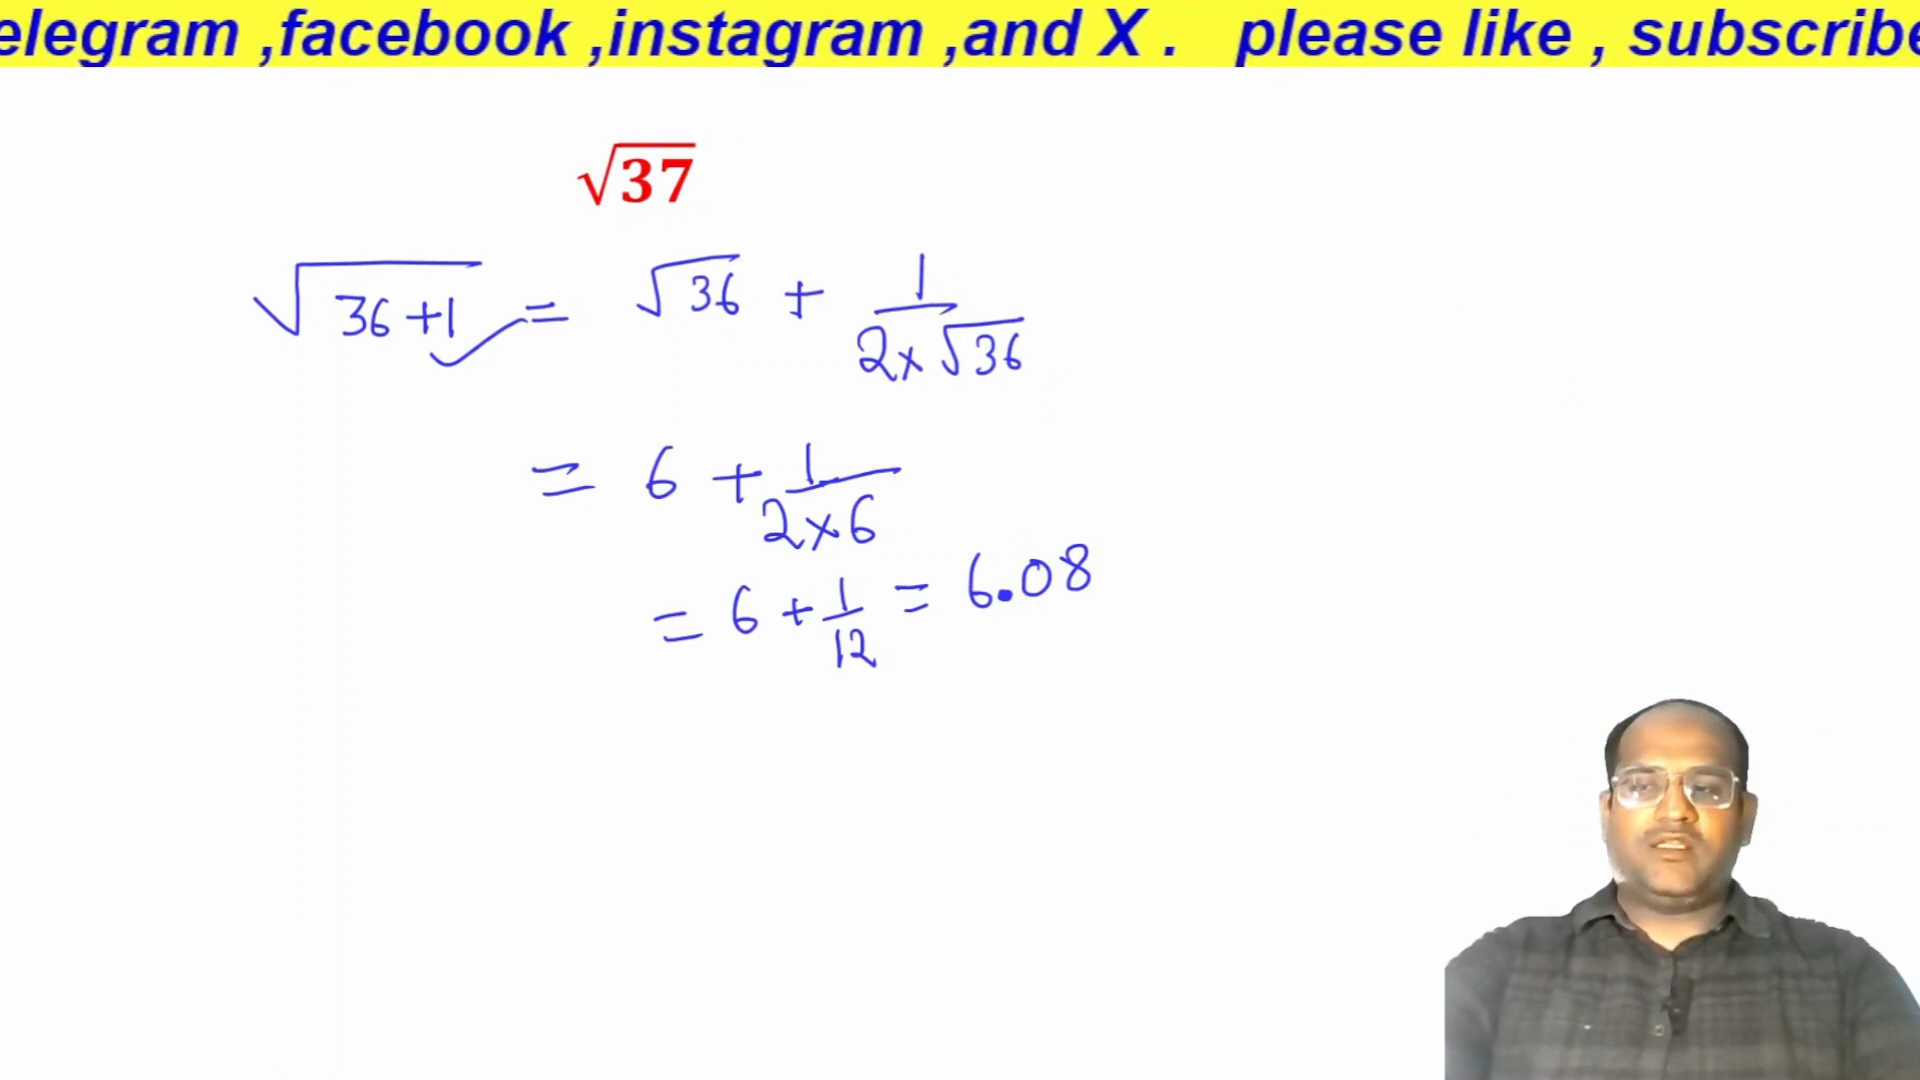 elegram ,facebook ,instagram ,and X .   please like , subscribe
√37
√36+1 = √36 + 1/2×√36
= 6 + 1/2×6
= 6 + 1/12 = 6.08